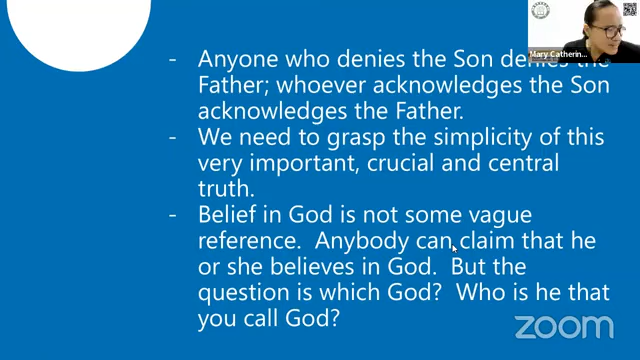 Mary Catherin...
- Anyone who denies the Son denies the
Father; whoever acknowledges the Son
acknowledges the Father.
- We need to grasp the simplicity of this
very important, crucial and central
truth.
- Belief in God is not some vague
reference.  Anybody can claim that he
or she believes in God.  But the
question is which God?  Who is he that
you call God?
zoom